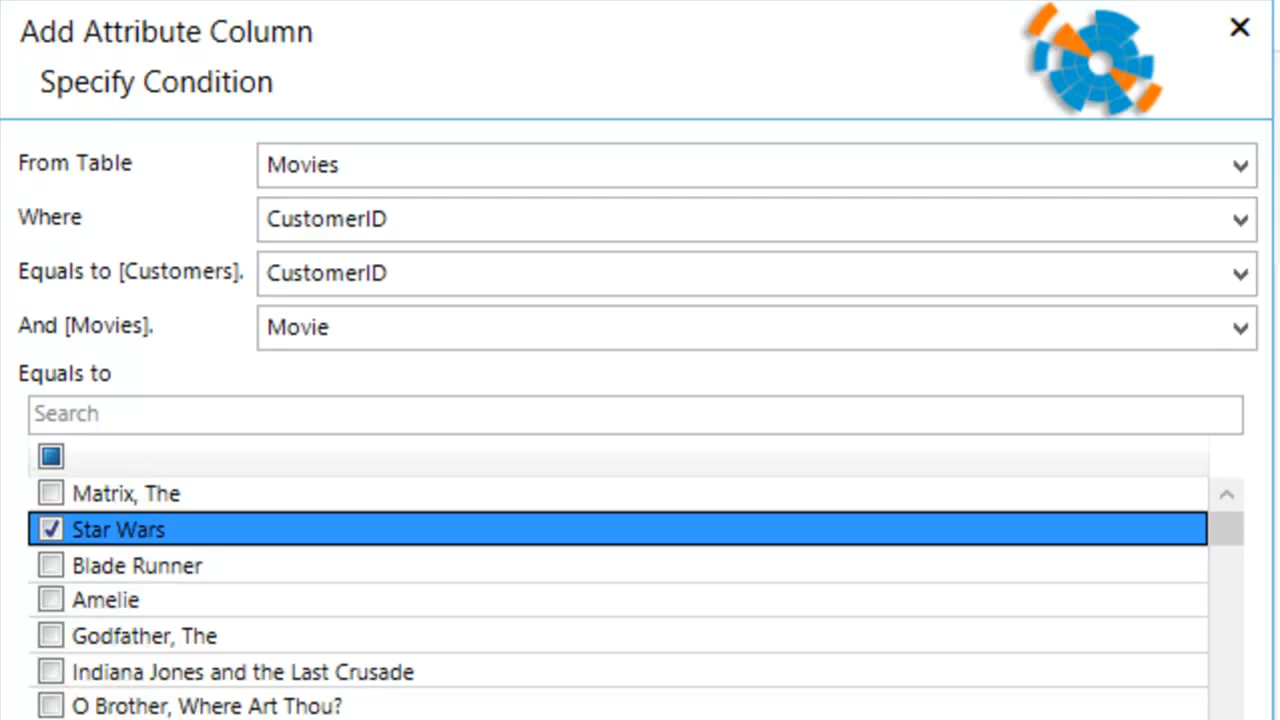 Add Attribute Column
Specify Condition
From Table Movies
Where CustomerID
Equals to [Customers]. CustomerID
And [Movies]. Movie
Equals to
Search
Matrix, The
Star Wars
Blade Runner
Amelie
Godfather, The
Indiana Jones and the Last Crusade
O Brother, Where Art Thou?